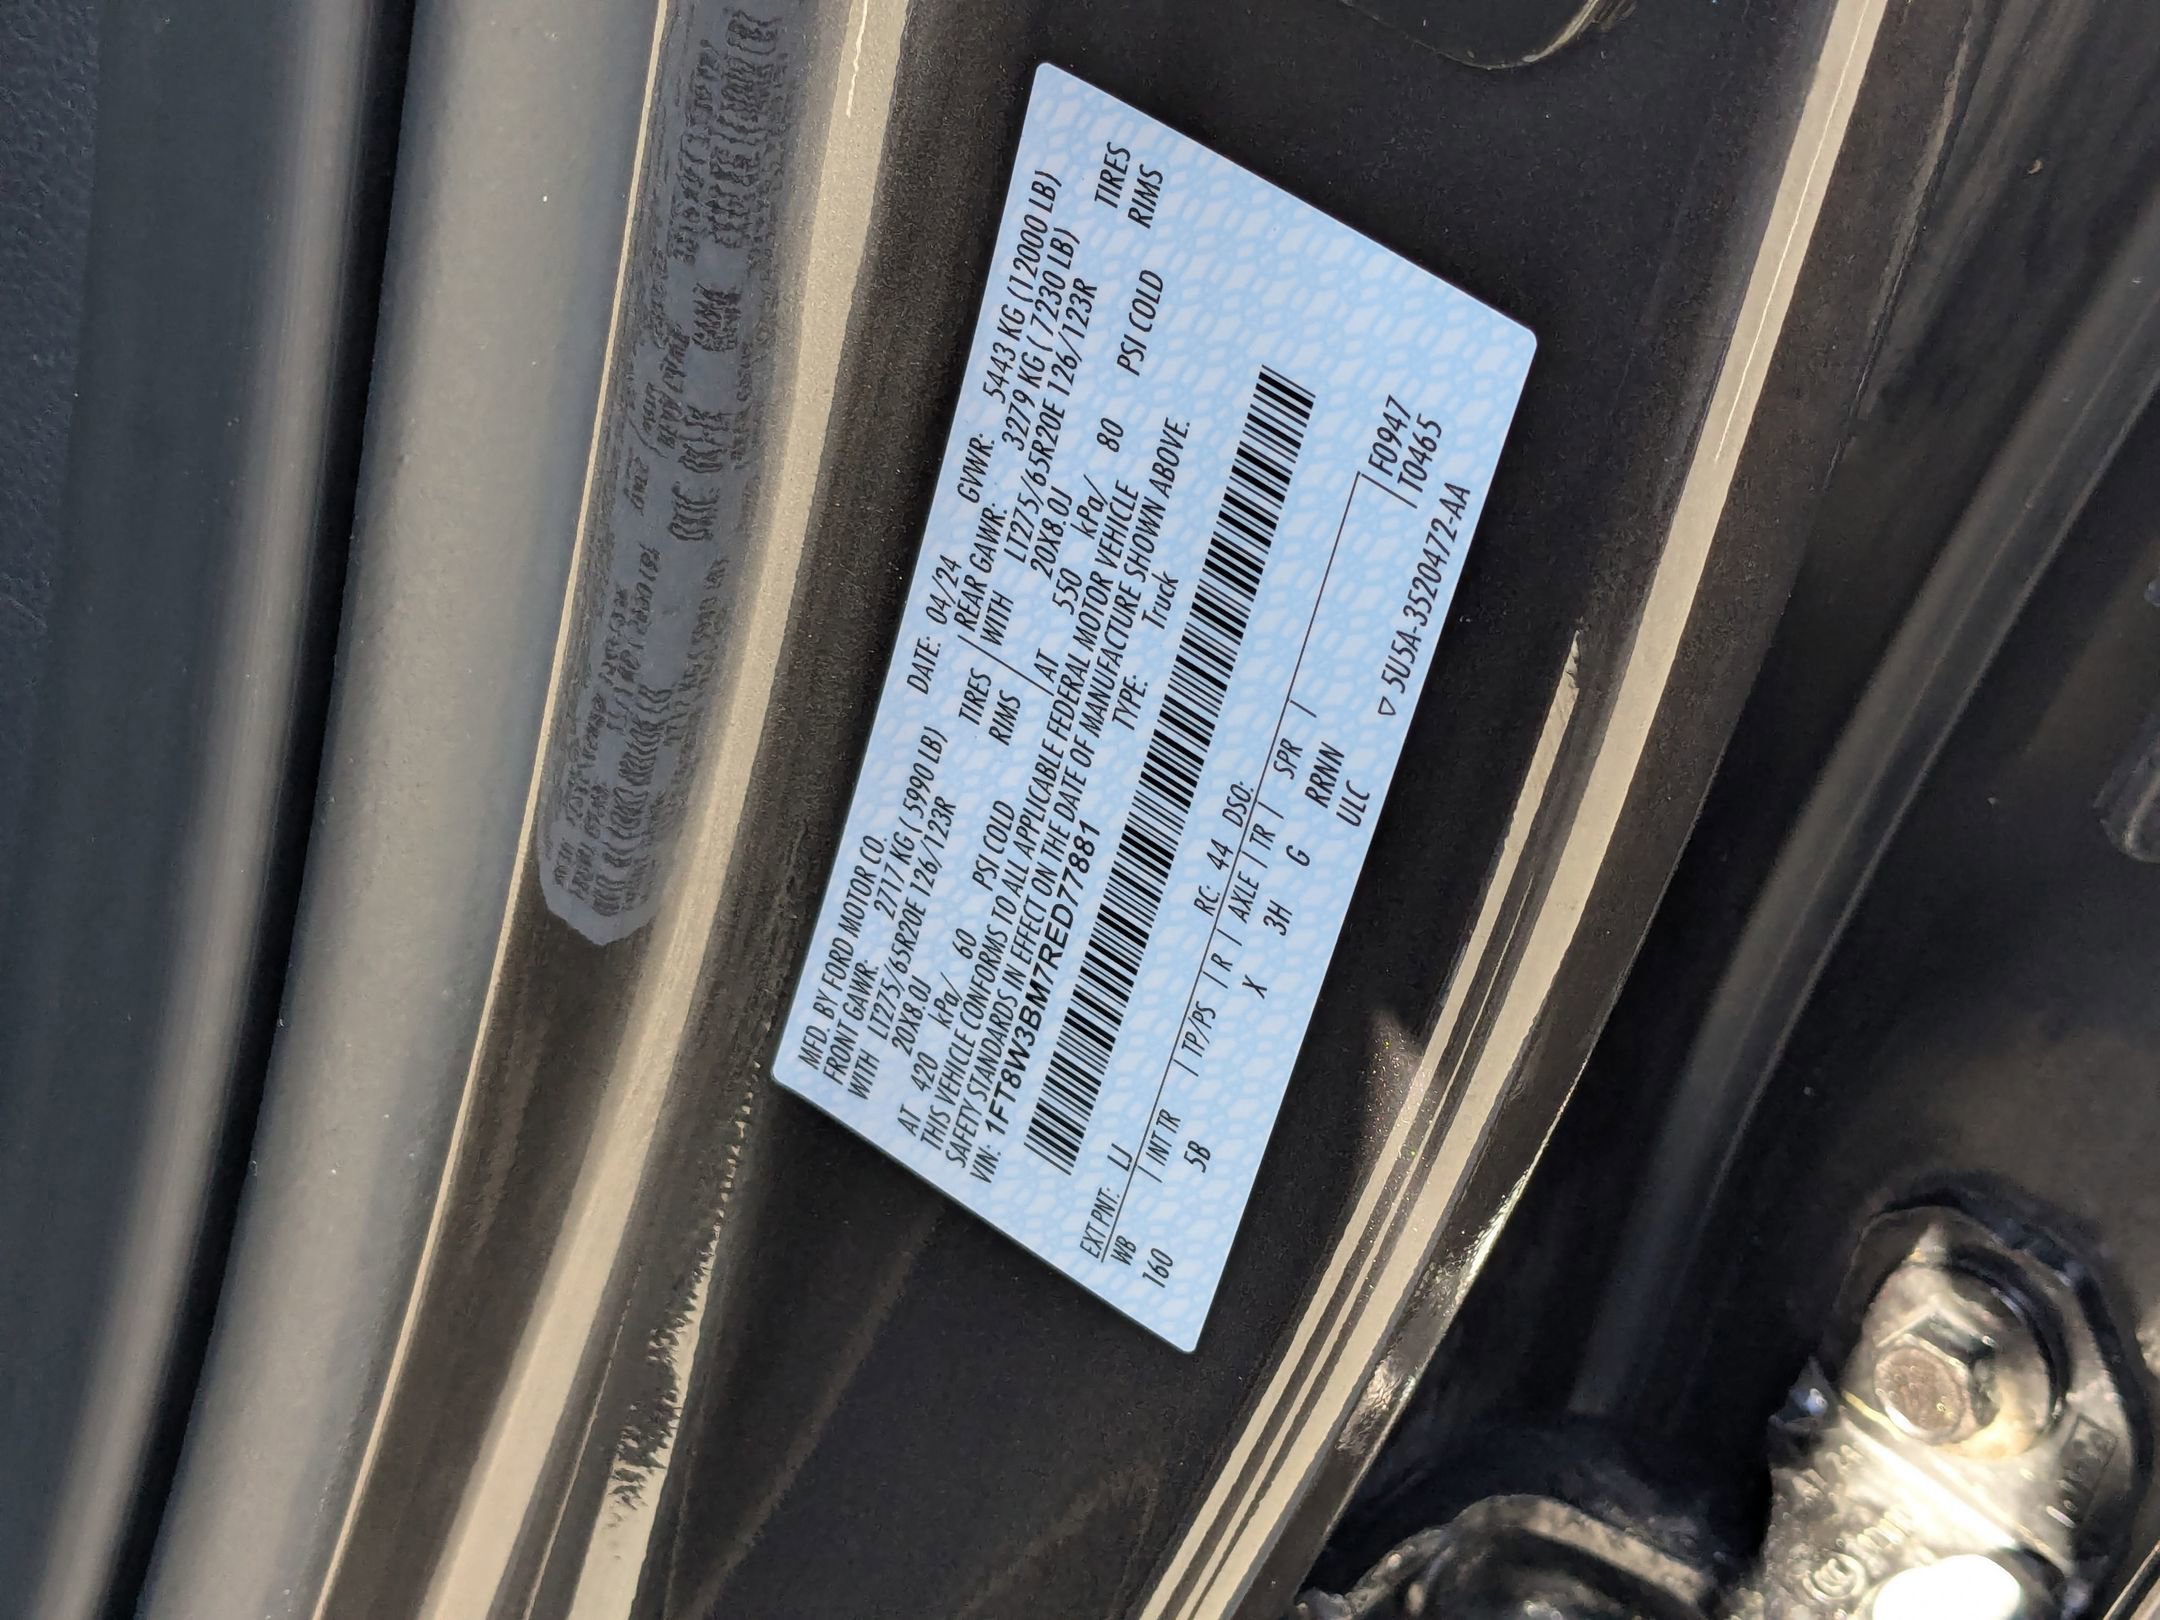 MFD. BY FORD MOTOR CO. DATE: 04/24 GVWR: 5443 KG (12000 LB)
FRONT GAWR: 2717 KG ( 5990 LB) REAR GAWR: 3279 KG ( 7230 LB)
WITH LT275/65R20E 126/123R TIRES WITH LT275/65R20E 126/123R TIRES
20X8.0J RIMS 20X8.0J RIMS
AT 420 kPa/ 60 PSI COLD AT 550 kPa/ 80 PSI COLD
THIS VEHICLE CONFORMS TO ALL APPLICABLE FEDERAL MOTOR VEHICLE
SAFETY STANDARDS IN EFFECT ON THE DATE OF MANUFACTURE SHOWN ABOVE.
VIN: 1FT8W3BM7RED77881 TYPE: Truck
EXT PNT: LJ RC: 44 DSO:
WB INT TR TP/PS R AXLE TR SPR F0947
160 5B X 3H G RRNN T0465
ULC
▽ 5U5A-3520472-AA